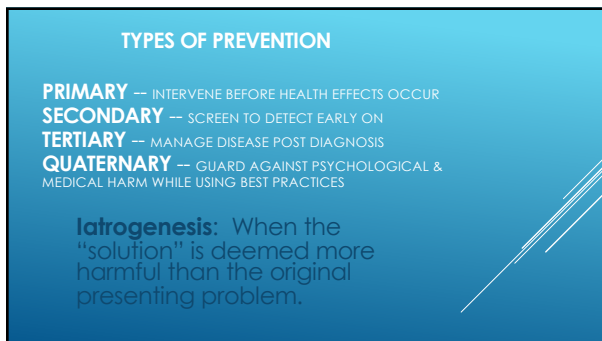 TYPES OF PREVENTION
PRIMARY -- INTERVENE BEFORE HEALTH EFFECTS OCCUR
SECONDARY -- SCREEN TO DETECT EARLY ON
TERTIARY -- MANAGE DISEASE POST DIAGNOSIS
QUATERNARY -- GUARD AGAINST PSYCHOLOGICAL &
MEDICAL HARM WHILE USING BEST PRACTICES
Iatrogenesis: When the
“solution” is deemed more
harmful than the original
presenting problem.